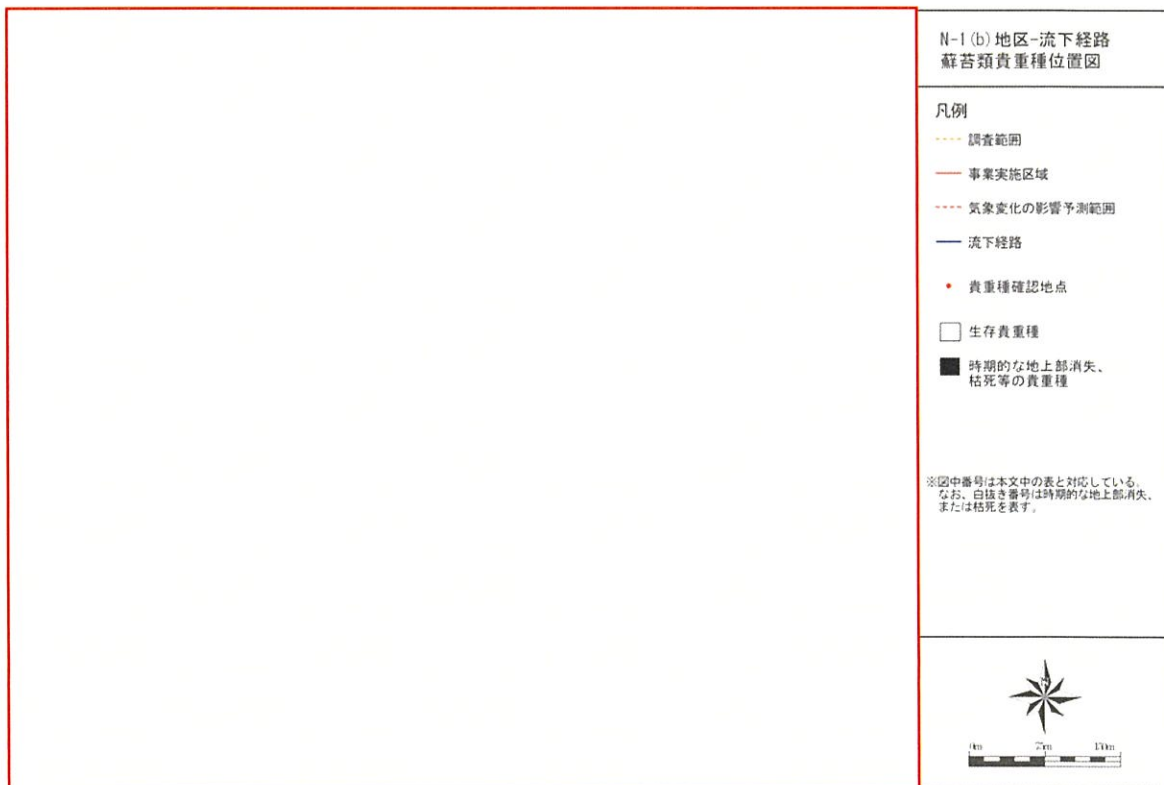 N-1(b)地区-流下経路
蘚苔類貴重種位置図
凡例
調査範囲
事業実施区域
気象変化の影響予測範囲
流下経路
貴重種確認地点
生存貴重種
時期的な地上部消失、
枯死等の貴重種
※図中番号は本文中の表と対応している。
なお、白抜き番号は時期的な地上部消失、
または枯死を表す。
N
0m 75m 150m